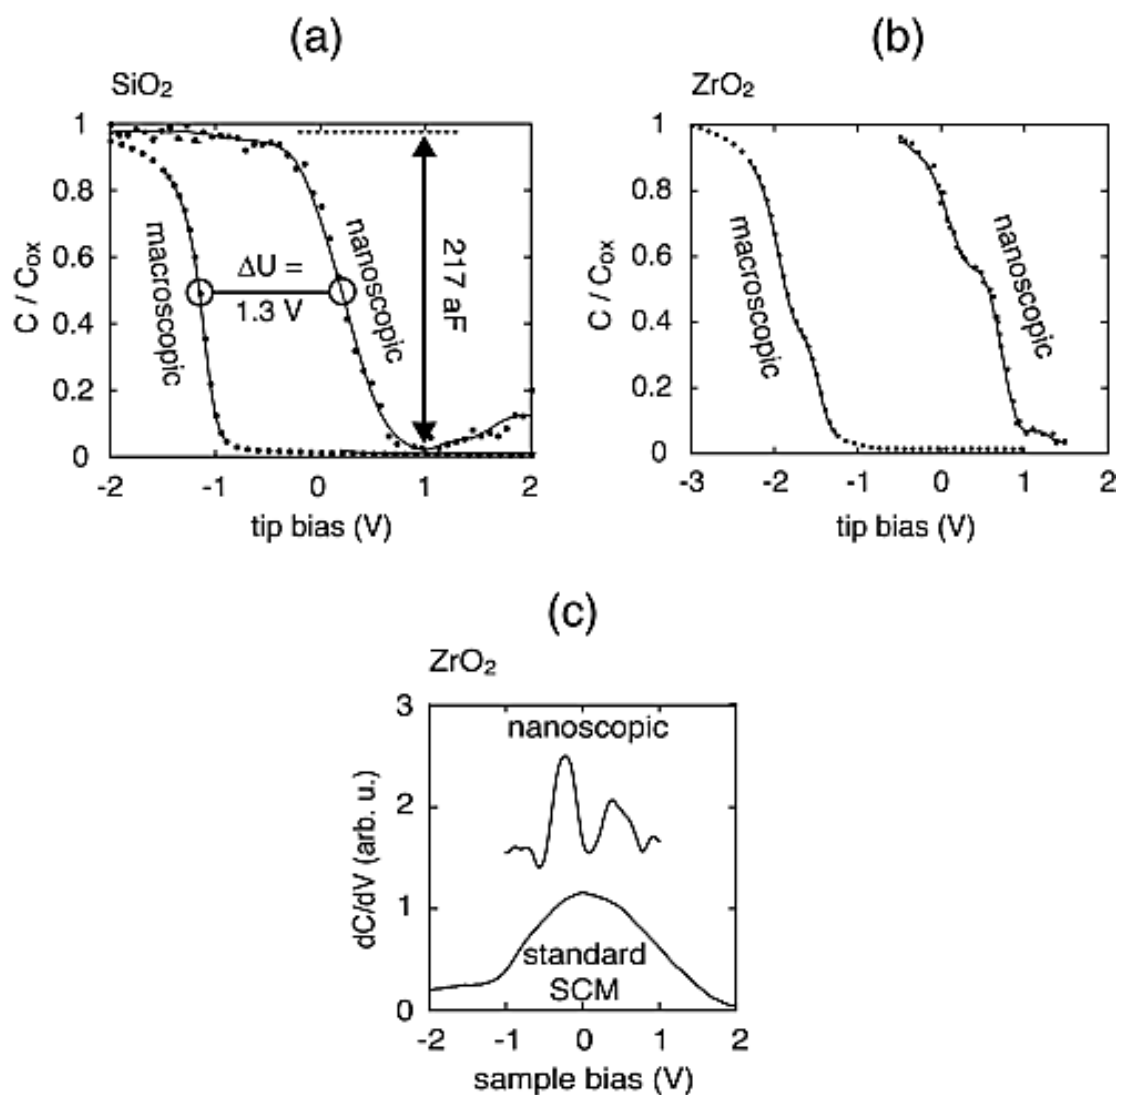 (a)
SiO₂
1
0.8
0.6
0.4
0.2
0
C / Cₒₓ
macroscopic
ΔU =
1.3 V
nanoscopic
217 aF
-2
-1
0
1
2
tip bias (V)
(b)
ZrO₂
1
0.8
0.6
0.4
0.2
0
C / Cₒₓ
macroscopic
nanoscopic
-3
-2
-1
0
1
2
tip bias (V)
(c)
ZrO₂
3
2
1
0
dC/dV (arb. u.)
nanoscopic
standard
SCM
-2
-1
0
1
2
sample bias (V)